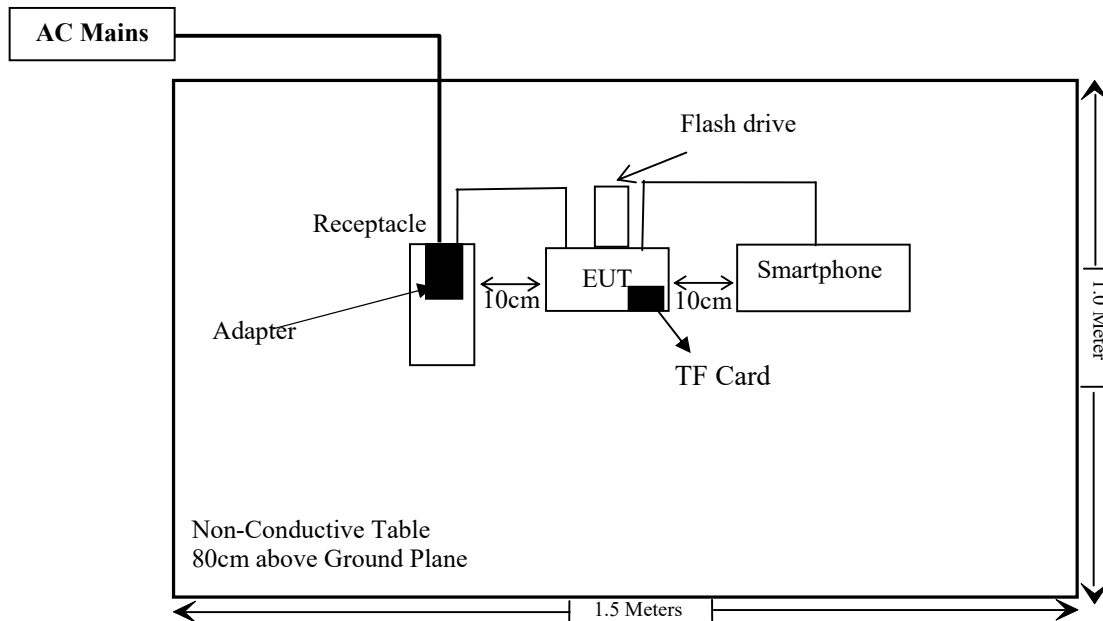 AC Mains
Flash drive
Receptacle
EUT
Smartphone
10cm
10cm
Adapter
TF Card
1.0 Meter
Non-Conductive Table
80cm above Ground Plane
1.5 Meters